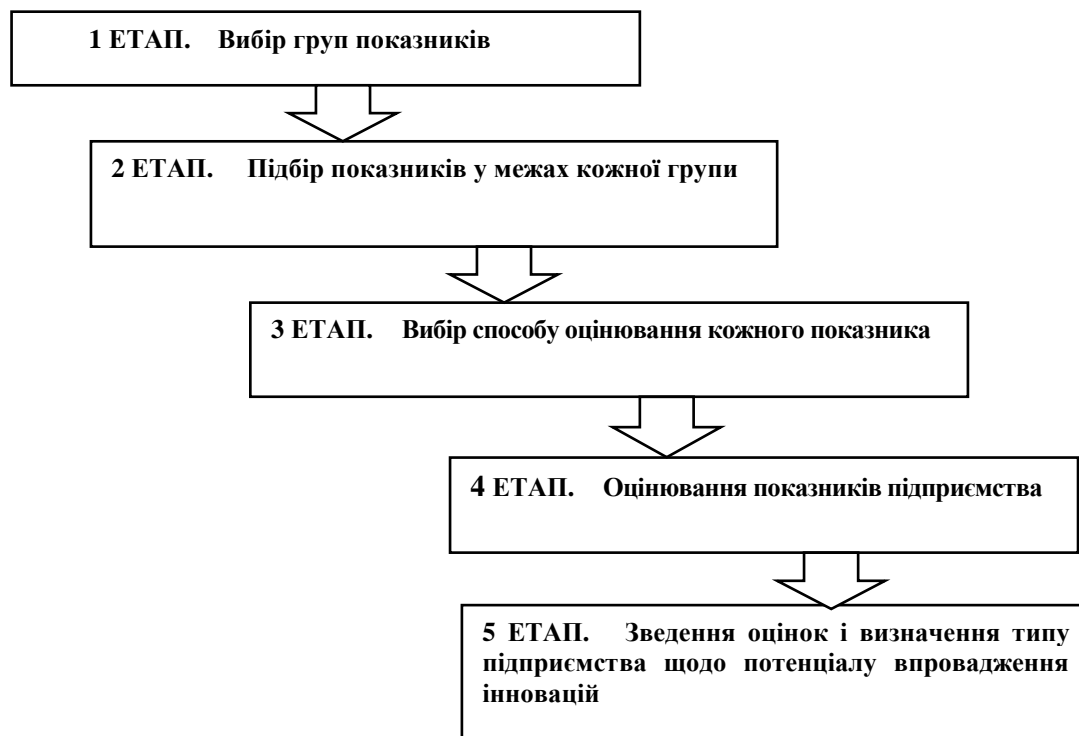 1 ЕТАП. Вибір груп показників
2 ЕТАП. Підбір показників у межах кожної групи
3 ЕТАП. Вибір способу оцінювання кожного показника
4 ЕТАП. Оцінювання показників підприємства
5 ЕТАП. Зведення оцінок і визначення типу
підприємства щодо потенціалу впровадження
інновацій